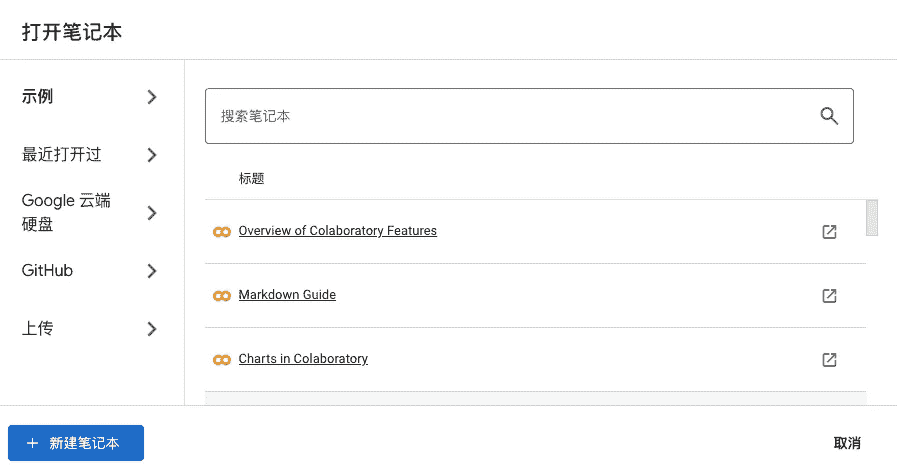 打开笔记本
示例
最近打开过
Google 云端
硬盘
GitHub
上传
搜索笔记本
标题
Overview of Colaboratory Features
Markdown Guide
Charts in Colaboratory
+ 新建笔记本
取消